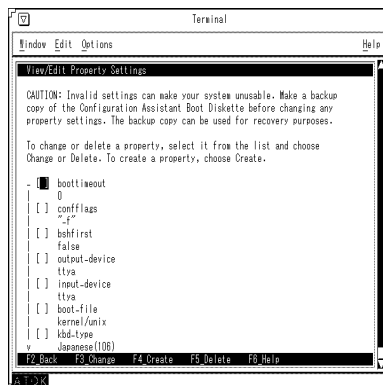 Terminal
Window Edit Options Help
View/Edit Property Settings
CAUTION: Invalid settings can make your system unusable. Make a backup
copy of the Configuration Assistant Boot Diskette before changing any
property settings. The backup copy can be used for recovery purposes.
To change or delete a property, select it from the list and choose
Change or Delete. To create a property, choose Create.
- [ ] boottimeout
| 0
| [ ] confflags
| "-f"
| [ ] bshfirst
| false
| [ ] output-device
| ttya
| [ ] input-device
| ttya
| [ ] boot-file
| kernel/unix
| [ ] kbd-type
v Japanese(106)
F2_Back F3_Change F4_Create F5_Delete F6_Help
ATOK